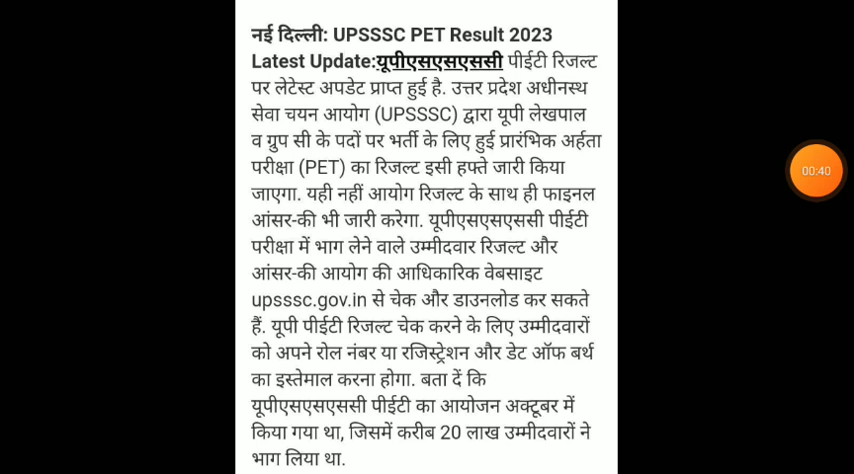 नई दिल्ली: UPSSSC PET Result 2023
Latest Update:यूपीएसएसएससी पीईटी रिजल्ट
पर लेटेस्ट अपडेट प्राप्त हुई है. उत्तर प्रदेश अधीनस्थ
सेवा चयन आयोग (UPSSSC) द्वारा यूपी लेखपाल
व ग्रुप सी के पदों पर भर्ती के लिए हुई प्रारंभिक अर्हता
परीक्षा (PET) का रिजल्ट इसी हफ्ते जारी किया
जाएगा. यही नहीं आयोग रिजल्ट के साथ ही फाइनल
आंसर-की भी जारी करेगा. यूपीएसएसएससी पीईटी
परीक्षा में भाग लेने वाले उम्मीदवार रिजल्ट और
आंसर-की आयोग की आधिकारिक वेबसाइट
upsssc.gov.in से चेक और डाउनलोड कर सकते
हैं. यूपी पीईटी रिजल्ट चेक करने के लिए उम्मीदवारों
को अपने रोल नंबर या रजिस्ट्रेशन और डेट ऑफ बर्थ
का इस्तेमाल करना होगा. बता दें कि
यूपीएसएसएससी पीईटी का आयोजन अक्टूबर में
किया गया था, जिसमें करीब 20 लाख उम्मीदवारों ने
भाग लिया था.
00:40